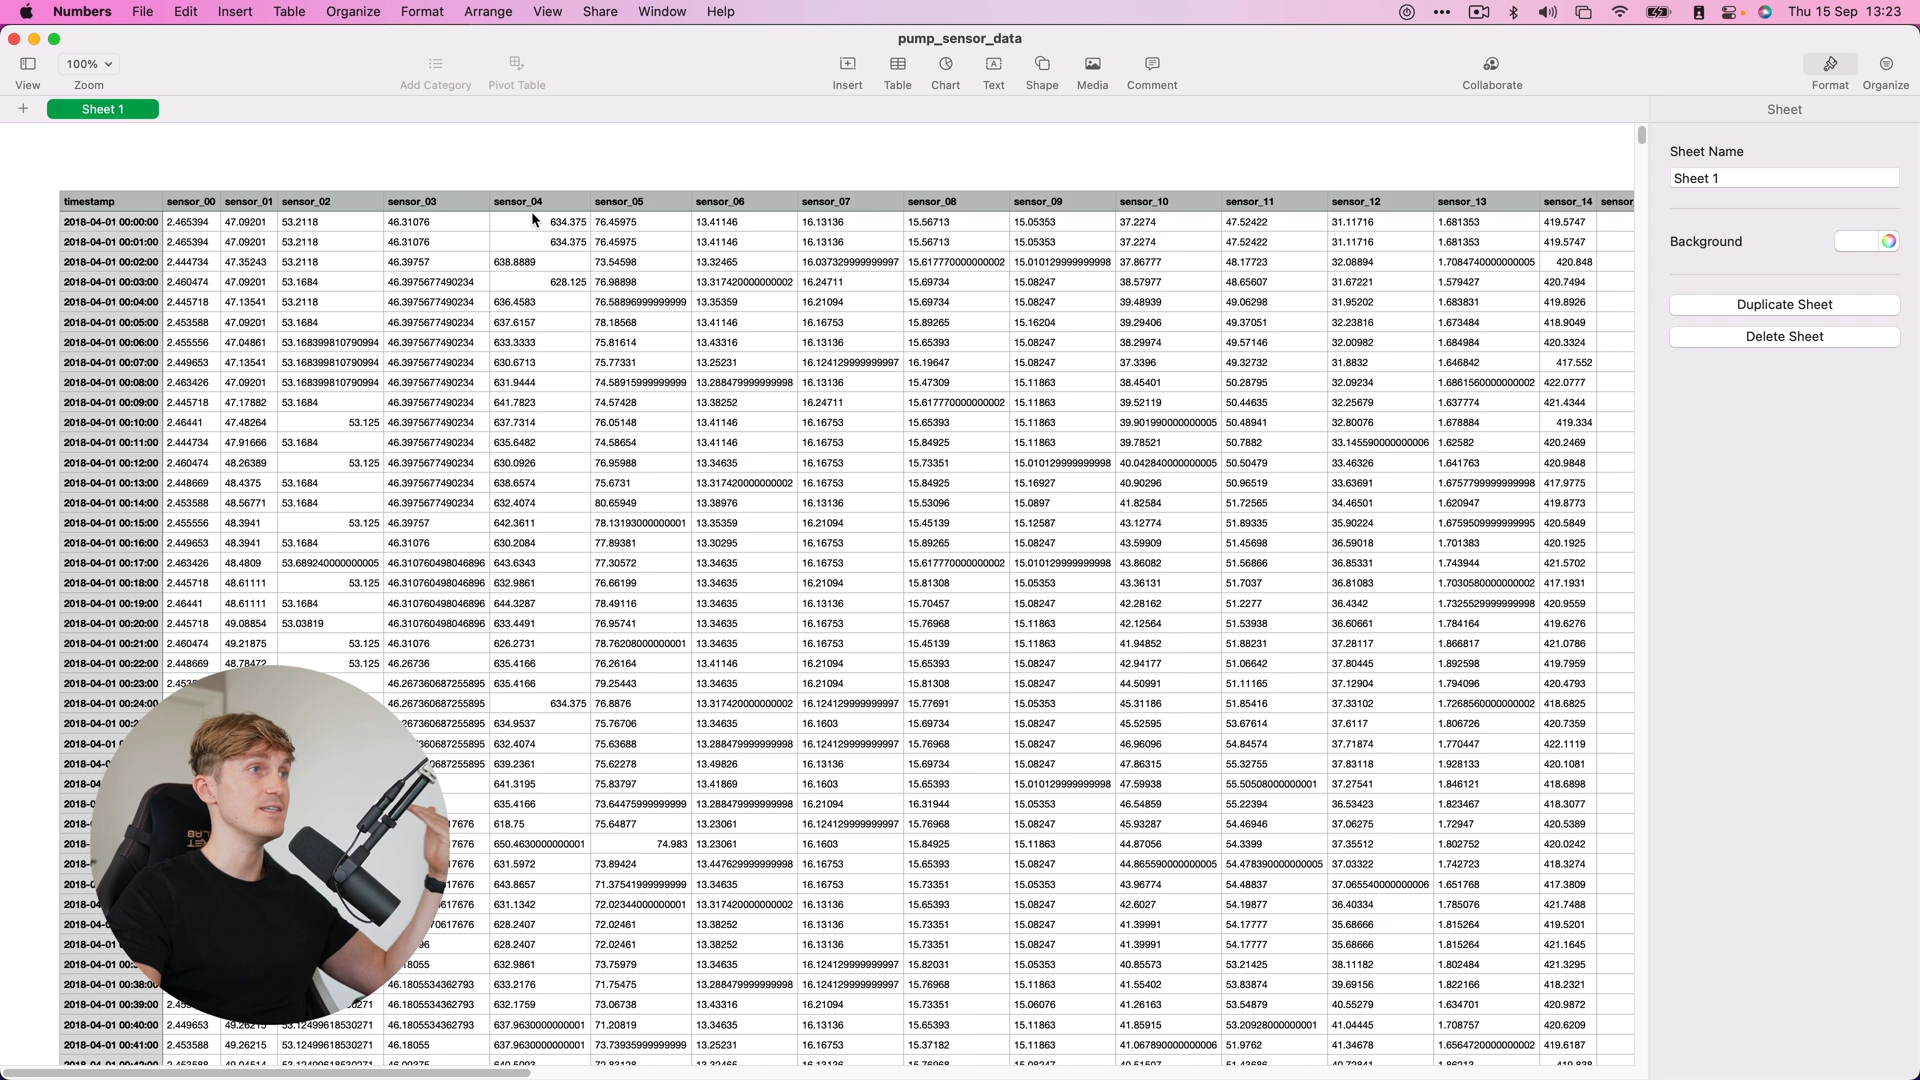 Numbers File Edit Insert Table Organize Format Arrange View Share Window Help Thu 15 Sep 13:23
pump_sensor_data
100%
View Zoom Add Category Pivot Table Insert Table Chart Text Shape Media Comment Collaborate Format Organize
Sheet 1
Sheet
Sheet Name
Sheet 1
Background
Duplicate Sheet
Delete Sheet
timestamp sensor_00 sensor_01 sensor_02 sensor_03 sensor_04 sensor_05 sensor_06 sensor_07 sensor_08 sensor_09 sensor_10 sensor_11 sensor_12 sensor_13 sensor_14 sensor
2018-04-01 00:00:00 2.465394 47.09201 53.2118 46.31076 634.375 76.45975 13.41146 16.13136 15.56713 15.05353 37.2274 47.52422 31.11716 1.681353 419.5747
2018-04-01 00:01:00 2.465394 47.09201 53.2118 46.31076 634.375 76.45975 13.41146 16.13136 15.56713 15.05353 37.2274 47.52422 31.11716 1.681353 419.5747
2018-04-01 00:02:00 2.444734 47.35243 53.2118 46.39757 638.8889 73.54598 13.32465 16.037329999999997 15.617770000000002 15.010129999999998 37.86777 48.17723 32.08894 1.7084740000000005 420.848
2018-04-01 00:03:00 2.460474 47.09201 53.1684 46.3975677490234 628.125 76.98898 13.317420000000002 16.24711 15.69734 15.08247 38.57977 48.65607 31.67221 1.579427 420.7494
2018-04-01 00:04:00 2.445718 47.13541 53.2118 46.3975677490234 636.4583 76.58896999999999 13.35359 16.21094 15.69734 15.08247 39.48939 49.06298 31.95202 1.683831 419.8926
2018-04-01 00:05:00 2.453588 47.09201 53.1684 46.3975677490234 637.6157 78.18568 13.41146 16.16753 15.89265 15.16204 39.29406 49.37051 32.23816 1.673484 418.9049
2018-04-01 00:06:00 2.455556 47.04861 53.168399810790994 46.3975677490234 633.3333 75.81614 13.43316 16.13136 15.65393 15.08247 38.29974 49.57146 32.00982 1.684984 420.3324
2018-04-01 00:07:00 2.449653 47.13541 53.168399810790994 46.3975677490234 630.6713 75.77331 13.25231 16.124129999999997 16.19647 15.08247 37.3396 49.32732 31.8832 1.646842 417.552
2018-04-01 00:08:00 2.463426 47.09201 53.168399810790994 46.3975677490234 631.9444 74.58915999999999 13.288479999999998 16.13136 15.47309 15.11863 38.45401 50.28795 32.09234 1.6861560000000002 422.0777
2018-04-01 00:09:00 2.445718 47.17882 53.1684 46.3975677490234 641.7823 74.57428 13.38252 16.24711 15.617770000000002 15.11863 39.52119 50.44635 32.25679 1.637774 421.4344
2018-04-01 00:10:00 2.46441 47.48264 53.125 46.3975677490234 637.7314 76.05148 13.41146 16.16753 15.65393 15.11863 39.901990000000005 50.48941 32.80076 1.678884 419.334
2018-04-01 00:11:00 2.444734 47.91666 53.1684 46.3975677490234 635.6482 74.58654 13.41146 16.16753 15.84925 15.11863 39.78521 50.7882 33.145590000000006 1.62582 420.2469
2018-04-01 00:12:00 2.460474 48.26389 53.125 46.3975677490234 630.0926 76.95988 13.34635 16.16753 15.73351 15.010129999999998 40.042840000000005 50.50479 33.46326 1.641763 420.9848
2018-04-01 00:13:00 2.448669 48.4375 53.1684 46.3975677490234 638.6574 75.6731 13.317420000000002 16.16753 15.84925 15.16927 40.90296 50.96519 33.63691 1.6757799999999998 417.9775
2018-04-01 00:14:00 2.453588 48.56771 53.1684 46.3975677490234 632.4074 80.65949 13.38976 16.13136 15.53096 15.0897 41.82584 51.72565 34.46501 1.620947 419.8773
2018-04-01 00:15:00 2.455556 48.3941 53.125 46.39757 642.3611 78.13193000000001 13.35359 16.21094 15.45139 15.12587 43.12774 51.89335 35.90224 1.6759509999999995 420.5849
2018-04-01 00:16:00 2.449653 48.3941 53.1684 46.31076 630.2084 77.89381 13.30295 16.16753 15.89265 15.08247 43.59909 51.45698 36.59018 1.701383 420.1925
2018-04-01 00:17:00 2.463426 48.4809 53.689240000000005 46.310760498046896 643.6343 77.30572 13.34635 16.16753 15.617770000000002 15.010129999999998 43.86082 51.56866 36.85331 1.743944 421.5702
2018-04-01 00:18:00 2.445718 48.61111 53.125 46.310760498046896 632.9861 76.66199 13.34635 16.21094 15.81308 15.05353 43.36131 51.7037 36.81083 1.7030580000000002 417.1931
2018-04-01 00:19:00 2.46441 48.61111 53.1684 46.310760498046896 644.3287 78.49116 13.34635 16.13136 15.70457 15.08247 42.28162 51.2277 36.4342 1.7325529999999998 420.9559
2018-04-01 00:20:00 2.445718 49.08854 53.03819 46.310760498046896 633.4491 76.95741 13.34635 16.16753 15.76968 15.11863 42.12564 51.53938 36.60661 1.784164 419.6276
2018-04-01 00:21:00 2.460474 49.21875 53.125 46.31076 626.2731 78.76208000000001 13.34635 16.16753 15.45139 15.11863 41.94852 51.88231 37.28117 1.866817 421.0786
2018-04-01 00:22:00 2.448669 48.78472 53.125 46.26736 635.4166 76.26164 13.41146 16.21094 15.65393 15.08247 42.94177 51.06642 37.80445 1.892598 419.7959
2018-04-01 00:23:00 2.45 46.267360687255895 635.4166 79.25443 13.34635 16.21094 15.81308 15.08247 44.50991 51.11165 37.12904 1.794096 420.4793
2018-04-01 00:24:00 46.267360687255895 634.375 76.8876 13.317420000000002 16.124129999999997 15.77691 15.05353 45.31186 51.85416 37.33102 1.7268560000000002 418.6825
2018-04-01 00:2 267360687255895 634.9537 75.76706 13.34635 16.1603 15.69734 15.08247 45.52595 53.67614 37.6117 1.806726 420.7359
2018-04-01 0 360687255895 632.4074 75.63688 13.288479999999998 16.124129999999997 15.76968 15.08247 46.96096 54.84574 37.71874 1.770447 422.1119
2018-04-0 0687255895 639.2361 75.62278 13.49826 16.13136 15.69734 15.08247 47.86315 55.32755 37.83118 1.928133 420.1081
2018-04- 641.3195 75.83797 13.41869 16.1603 15.65393 15.010129999999998 47.59938 55.50508000000001 37.27541 1.846121 418.6898
2018-04- 635.4166 73.64475999999999 13.288479999999998 16.21094 16.31944 15.05353 46.54859 55.22394 36.53423 1.823467 418.3077
2018- 17676 618.75 75.64877 13.23061 16.124129999999997 15.76968 15.08247 45.93287 54.46946 37.06275 1.72947 420.5389
2018- 7676 650.4630000000001 74.983 13.23061 16.1603 15.84925 15.11863 44.87056 54.3399 37.35512 1.802752 420.0242
2018- 7676 631.5972 73.89424 13.447629999999998 16.16753 15.65393 15.08247 44.865590000000005 54.478390000000005 37.03322 1.742723 418.3274
2018- 17676 643.8657 71.37541999999999 13.34635 16.16753 15.73351 15.05353 43.96774 54.48837 37.065540000000006 1.651768 417.3809
2018-04 617676 631.1342 72.02344000000001 13.317420000000002 16.13136 15.65393 15.08247 42.6027 54.19877 36.40334 1.785076 421.7488
2018-04- 70617676 628.2407 72.02461 13.38252 16.13136 15.73351 15.08247 41.39991 54.17777 35.68666 1.815264 419.5201
2018-04-0 96 628.2407 72.02461 13.38252 16.13136 15.73351 15.08247 41.39991 54.17777 35.68666 1.815264 421.1645
2018-04-01 00: 18055 632.9861 73.75979 13.34635 16.124129999999997 15.82031 15.05353 40.85573 53.21425 38.11182 1.802484 421.3295
2018-04-01 00:38:00 46.1805534362793 633.2176 71.75475 13.288479999999998 16.124129999999997 15.76968 15.11863 41.55402 53.83874 39.69156 1.822166 418.2321
2018-04-01 00:39:00 2.45 0271 46.1805534362793 632.1759 73.06738 13.43316 16.21094 15.73351 15.06076 41.26163 53.54879 40.55279 1.634701 420.9872
2018-04-01 00:40:00 2.449653 49.26215 53.12499618530271 46.1805534362793 637.9630000000001 71.20819 13.34635 16.13136 15.65393 15.08247 41.85915 53.20928000000001 41.04445 1.708757 420.6209
2018-04-01 00:41:00 2.453588 49.26215 53.12499618530271 46.18055 637.9630000000001 73.73935999999999 13.25231 16.16753 15.37182 15.11863 41.067890000000006 51.9762 41.34678 1.6564720000000002 419.6187